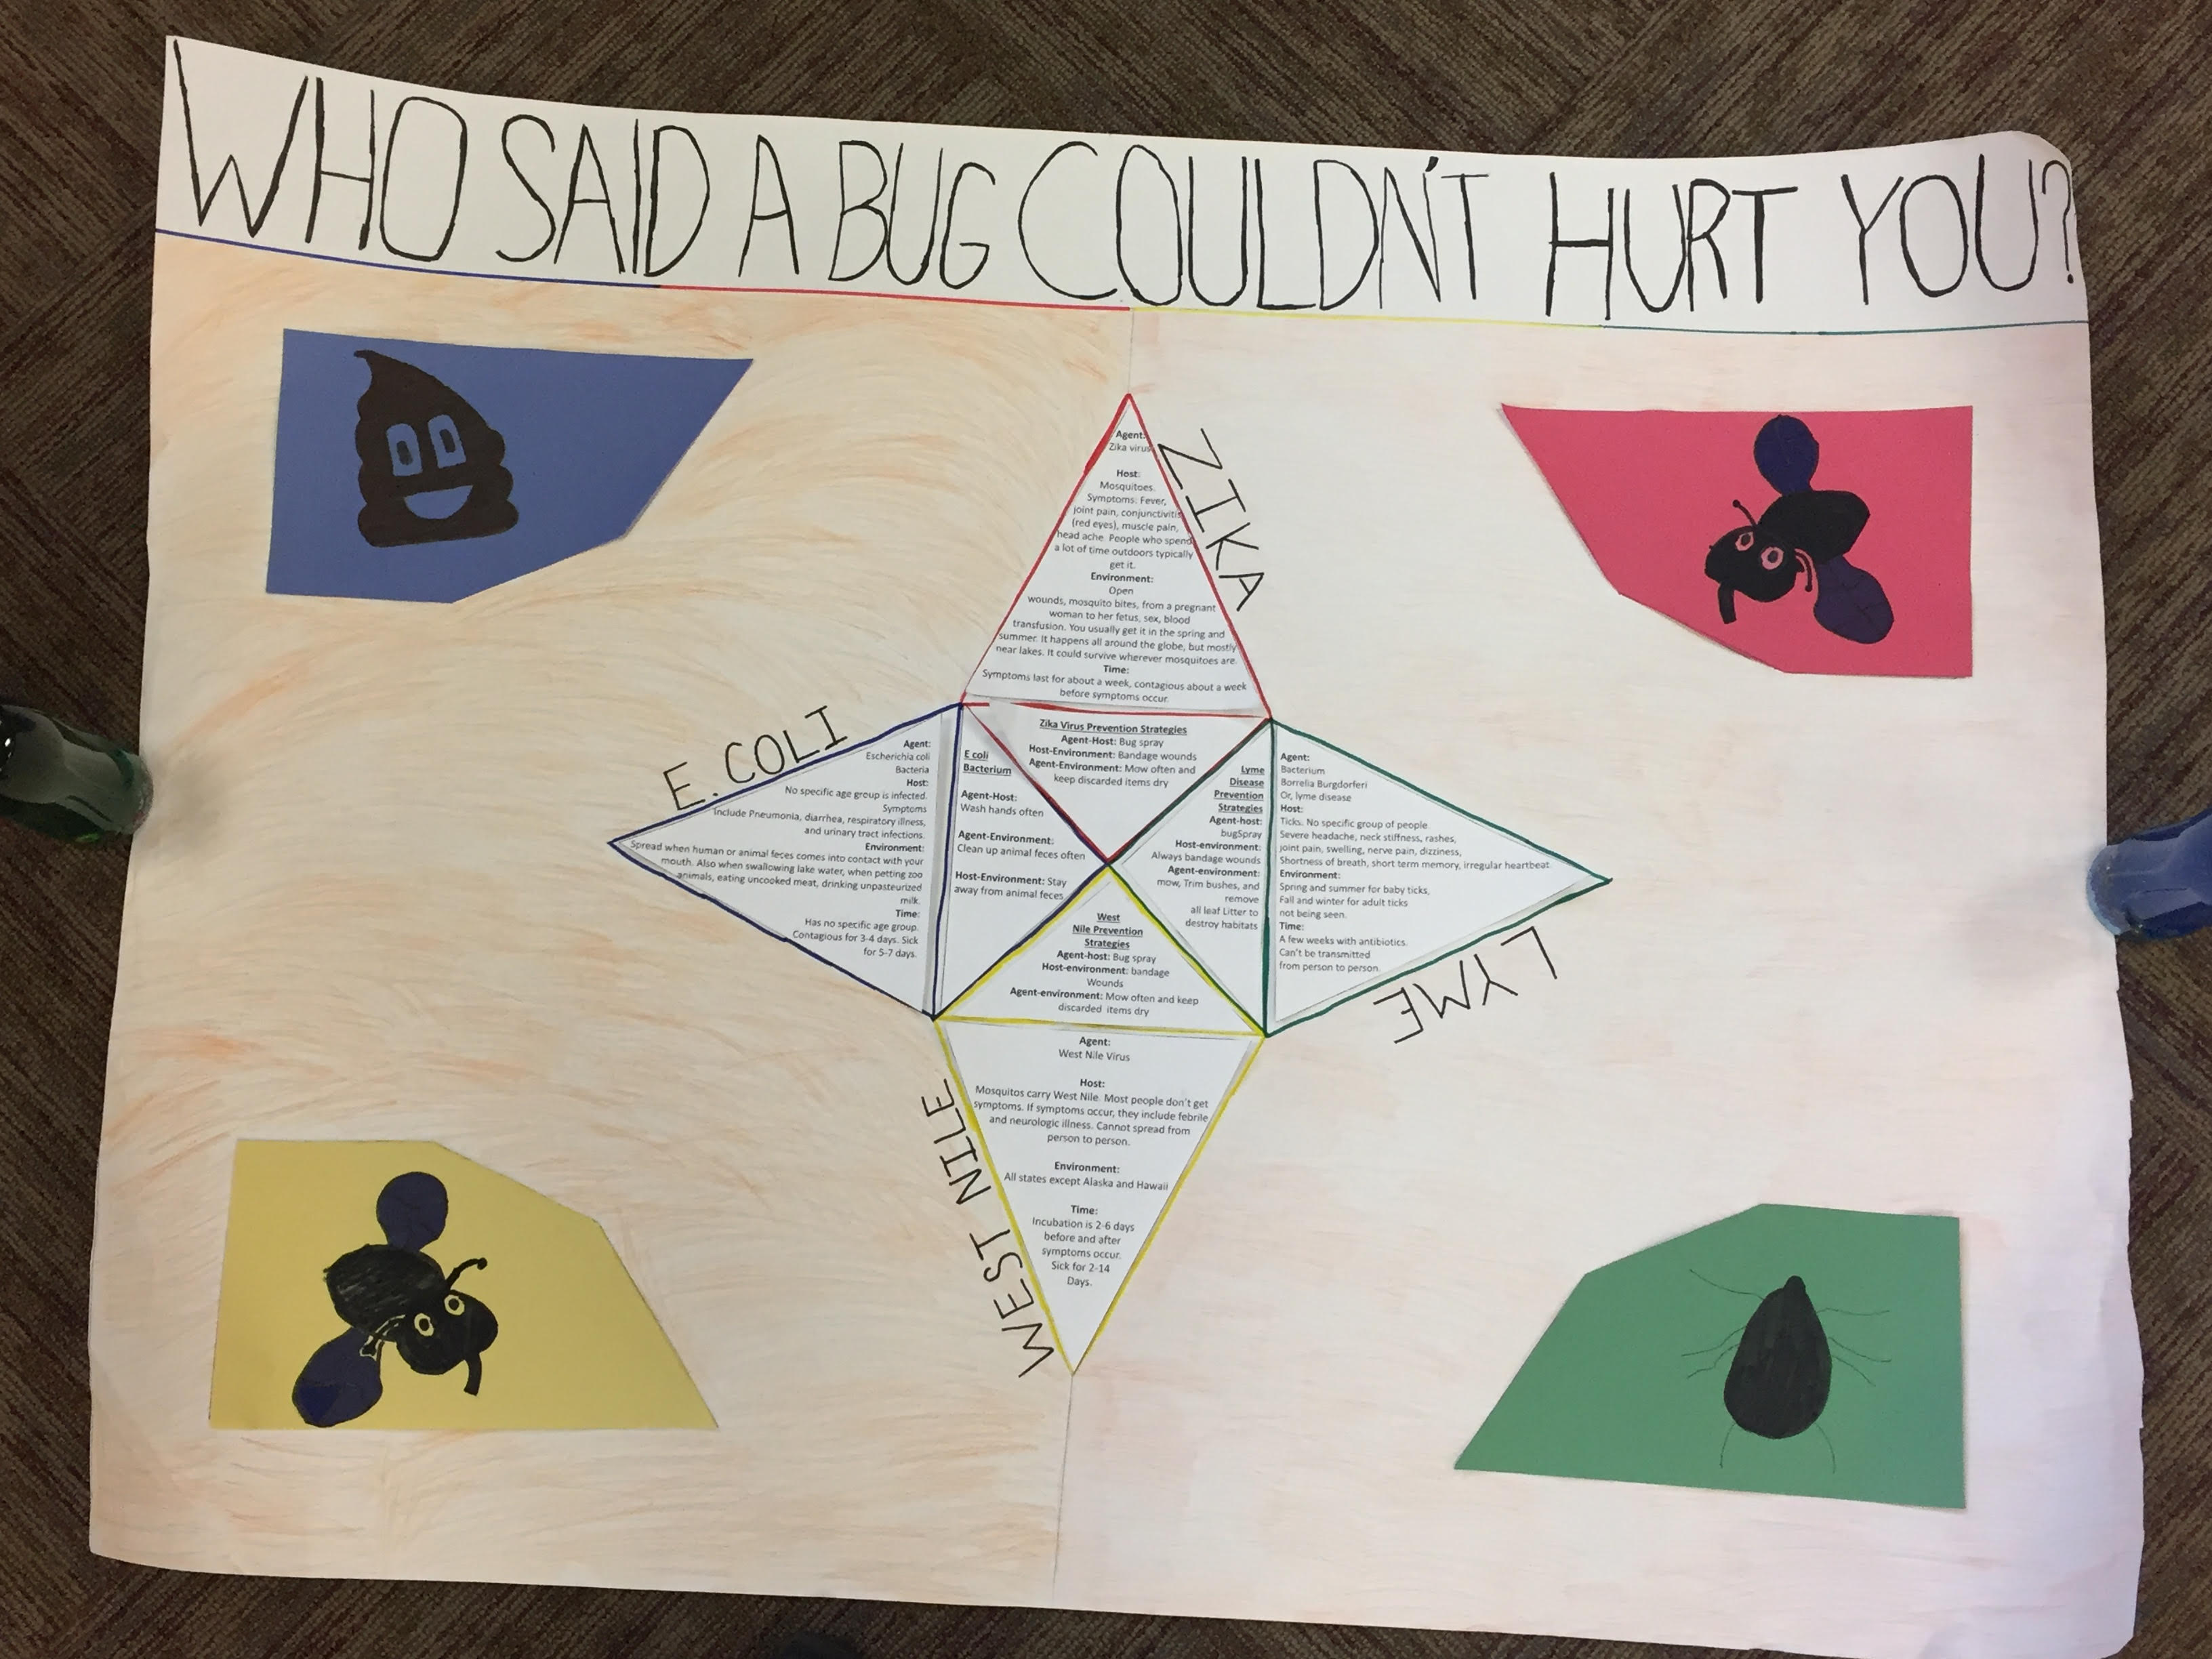 WHO SAID A BUG COULDN'T HURT YOU?
ZIKA
Agent:
Zika virus
Host:
Mosquitoes.
Symptoms: Fever,
joint pain, conjunctivitis
(red eyes), muscle pain,
head ache. People who spend
a lot of time outdoors typically
get it.
Environment:
Open
wounds, mosquito bites, from a pregnant
woman to her fetus, sex, blood
transfusion. You usually get it in the spring and
summer. It happens all around the globe, but mostly
near lakes. It could survive wherever mosquitoes are.
Time:
Symptoms last for about a week, contagious about a week
before symptoms occur.
Zika Virus Prevention Strategies
Agent-Host: Bug spray
Host-Environment: Bandage wounds
Agent-Environment: Mow often and
keep discarded items dry
E. COLI
Agent:
Escherichia coli
Bacteria
Host:
No specific age group is infected.
Symptoms
Include Pneumonia, diarrhea, respiratory illness,
and urinary tract infections.
Environment:
Spread when human or animal feces comes into contact with your
mouth. Also when swallowing lake water, when petting zoo
animals, eating uncooked meat, drinking unpasteurized
milk.
Time:
Has no specific age group.
Contagious for 3-4 days. Sick
for 5-7 days.
E coli
Bacterium
Agent-Host:
Wash hands often
Agent-Environment:
Clean up animal feces often
Host-Environment: Stay
away from animal feces
Lyme
Disease
Prevention
Strategies
Agent-host:
bugSpray
Host-environment:
Always bandage wounds
Agent-environment:
mow, Trim bushes, and
remove
all leaf Litter to
destroy habitats
Agent:
Bacterium
Borrelia Burgdorferi
Or, lyme disease
Host:
Ticks. No specific group of people.
Severe headache, neck stiffness, rashes,
joint pain, swelling, nerve pain, dizziness,
Shortness of breath, short term memory, irregular heartbeat
Environment:
Spring and summer for baby ticks,
Fall and winter for adult ticks
not being seen.
Time:
A few weeks with antibiotics.
Can't be transmitted
from person to person.
LYME
West
Nile Prevention
Strategies
Agent-host: Bug spray
Host-environment: bandage
Wounds
Agent-environment: Mow often and keep
discarded items dry
WEST NILE
Agent:
West Nile Virus
Host:
Mosquitos carry West Nile. Most people don't get
symptoms. If symptoms occur, they include febrile
and neurologic illness. Cannot spread from
person to person.
Environment:
All states except Alaska and Hawaii
Time:
Incubation is 2-6 days
before and after
symptoms occur.
Sick for 2-14
Days.